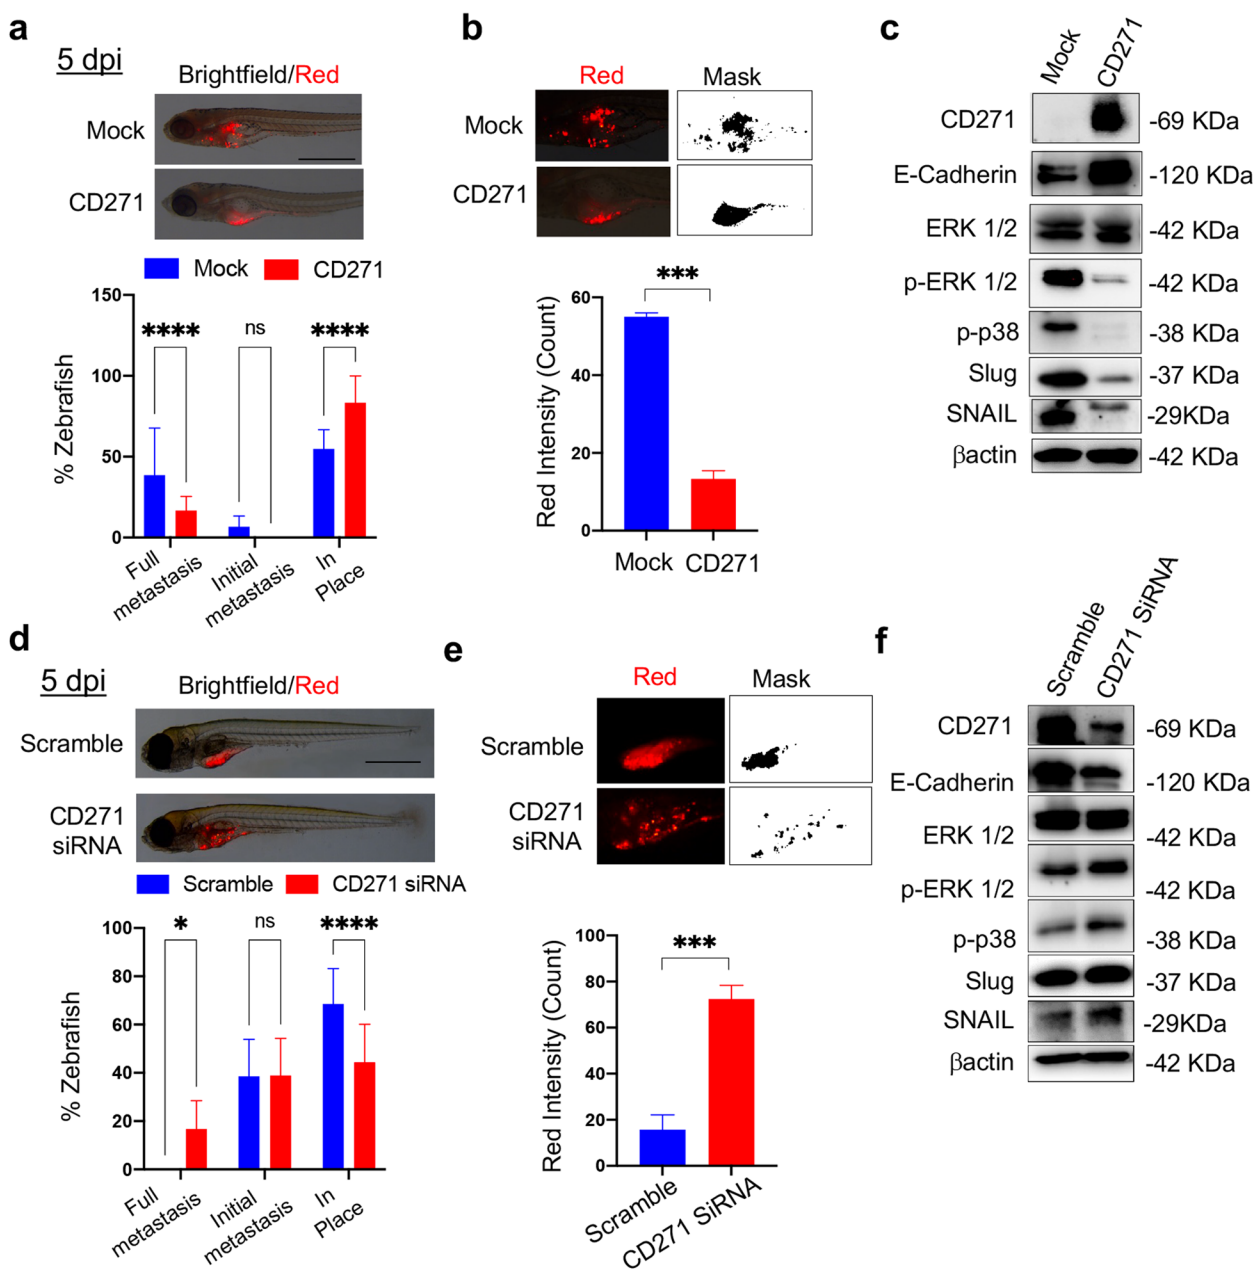 a
5 dpi
Brightfield/Red
Mock
CD271
Mock CD271
150
100
50
0
% Zebrafish
**** ns ****
Full metastasis
Initial metastasis
In Place
b
Red Mask
Mock
CD271
***
60
40
20
0
Red Intensity (Count)
Mock CD271
c
Mock CD271
CD271 -69 KDa
E-Cadherin -120 KDa
ERK 1/2 -42 KDa
p-ERK 1/2 -42 KDa
p-p38 -38 KDa
Slug -37 KDa
SNAIL -29KDa
βactin -42 KDa
d
5 dpi
Brightfield/Red
Scramble
CD271
siRNA
Scramble CD271 siRNA
100
80
60
40
20
0
% Zebrafish
* ns ****
Full metastasis
Initial metastasis
In Place
e
Red Mask
Scramble
CD271
siRNA
***
100
80
60
40
20
0
Red Intensity (Count)
Scramble
CD271 SiRNA
f
Scramble
CD271 SiRNA
CD271 -69 KDa
E-Cadherin -120 KDa
ERK 1/2 -42 KDa
p-ERK 1/2 -42 KDa
p-p38 -38 KDa
Slug -37 KDa
SNAIL -29KDa
βactin -42 KDa